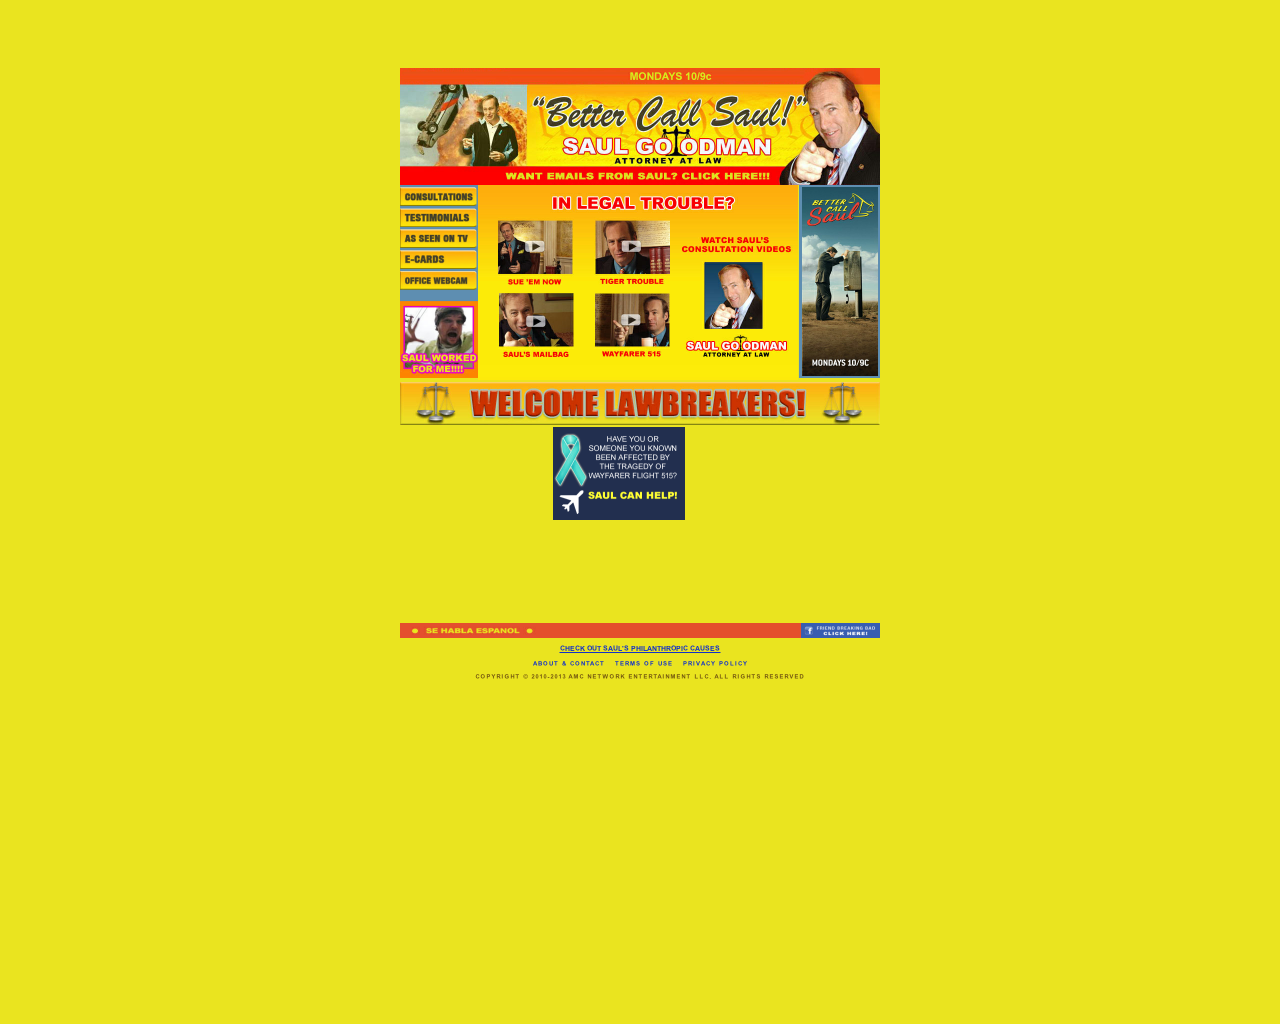 MONDAYS 10/9c
"Better Call Saul!"
SAUL GOODMAN
ATTORNEY AT LAW
WANT EMAILS FROM SAUL? CLICK HERE!!!
CONSULTATIONS
TESTIMONIALS
AS SEEN ON TV
E-CARDS
OFFICE WEBCAM
SAUL WORKED
FOR ME!!!!
IN LEGAL TROUBLE?
SUE 'EM NOW
TIGER TROUBLE
SAUL'S MAILBAG
WAYFARER 515
WATCH SAUL'S
CONSULTATION VIDEOS
SAUL GOODMAN
ATTORNEY AT LAW
BETTER
CALL
Saul
MONDAYS 10/9C
WELCOME LAWBREAKERS!
HAVE YOU OR
SOMEONE YOU KNOWN
BEEN AFFECTED BY
THE TRAGEDY OF
WAYFARER FLIGHT 515?
SAUL CAN HELP!
SE HABLA ESPANOL
FRIEND BREAKING BAD
CLICK HERE!
CHECK OUT SAUL'S PHILANTHROPIC CAUSES
ABOUT & CONTACT TERMS OF USE PRIVACY POLICY
COPYRIGHT © 2010-2013 AMC NETWORK ENTERTAINMENT LLC. ALL RIGHTS RESERVED